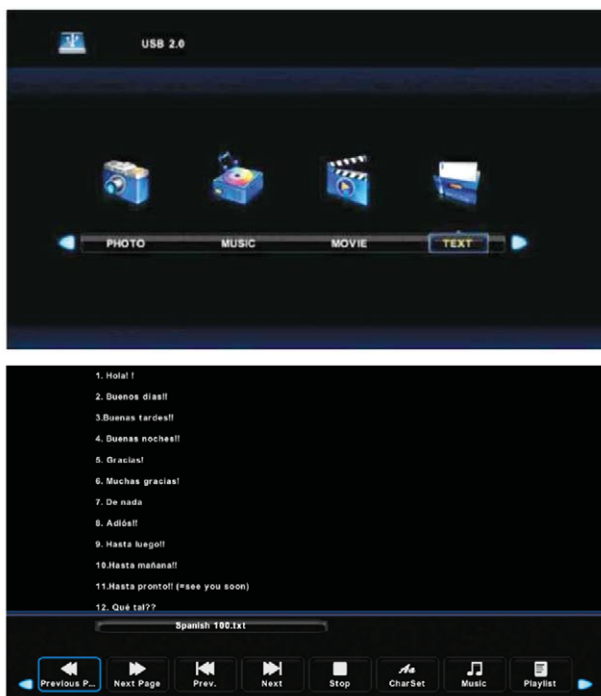 USB 2.0
PHOTO MUSIC MOVIE TEXT
1. Hola! !
2. Buenos días!!
3.Buenas tardes!!
4. Buenas noches!!
5. Gracias!
6. Muchas gracias!
7. De nada
8. Adiós!!
9. Hasta luego!!
10.Hasta mañana!!
11.Hasta pronto!! (=see you soon)
12. Qué tal??
Spanish 100.txt
Previous P... Next Page Prev. Next Stop CharSet Music Playlist